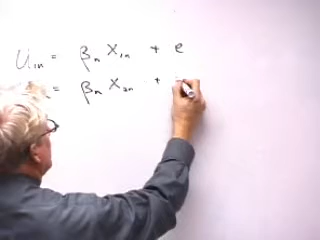 U₁ₙ = βₙ X₁ₙ + e
= βₙ X₂ₙ +